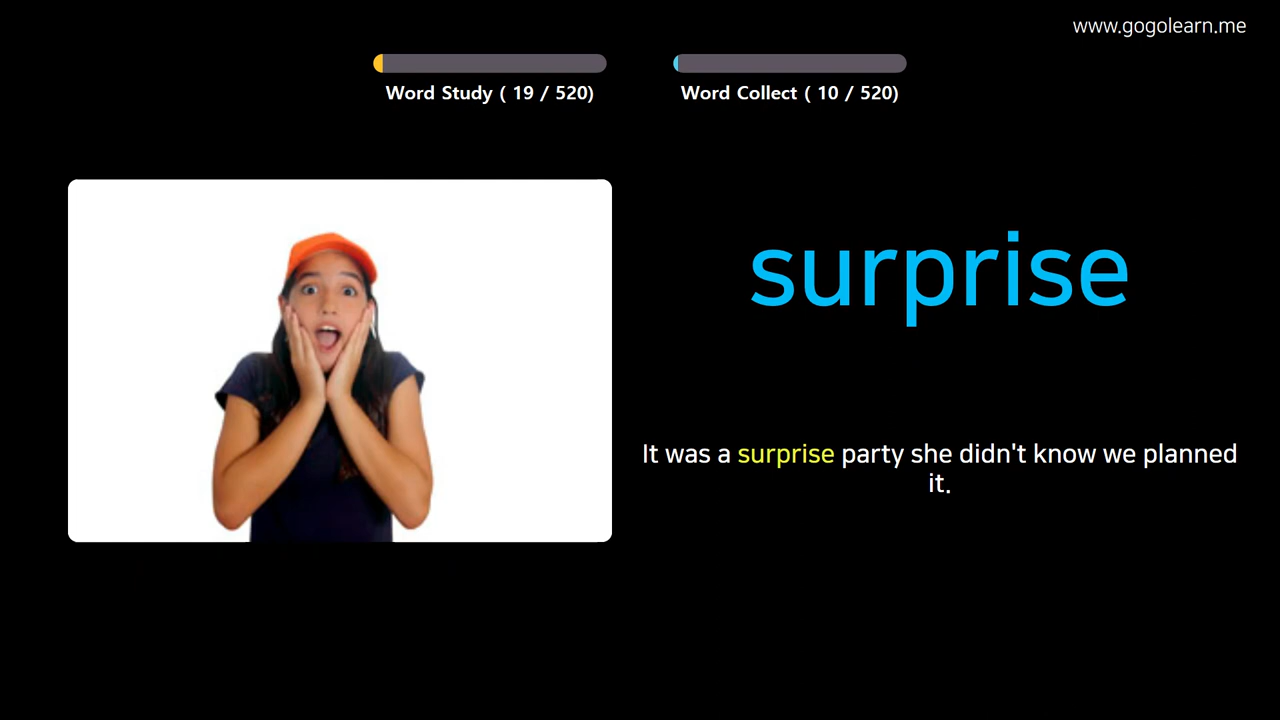 www.gogolearn.me
Word Study ( 19 / 520)
Word Collect ( 10 / 520)
surprise
It was a surprise party she didn't know we planned
it.